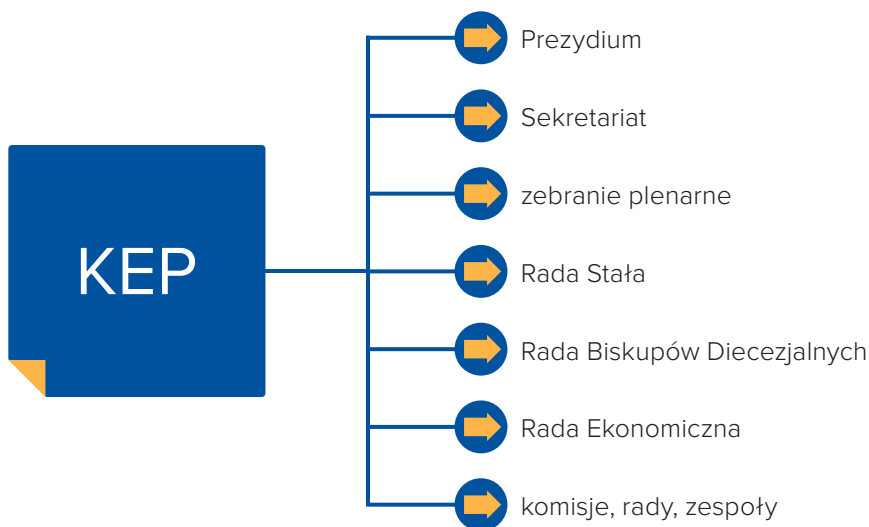 KEP
Prezydium
Sekretariat
zebranie plenarne
Rada Stała
Rada Biskupów Diecezjalnych
Rada Ekonomiczna
komisje, rady, zespoły